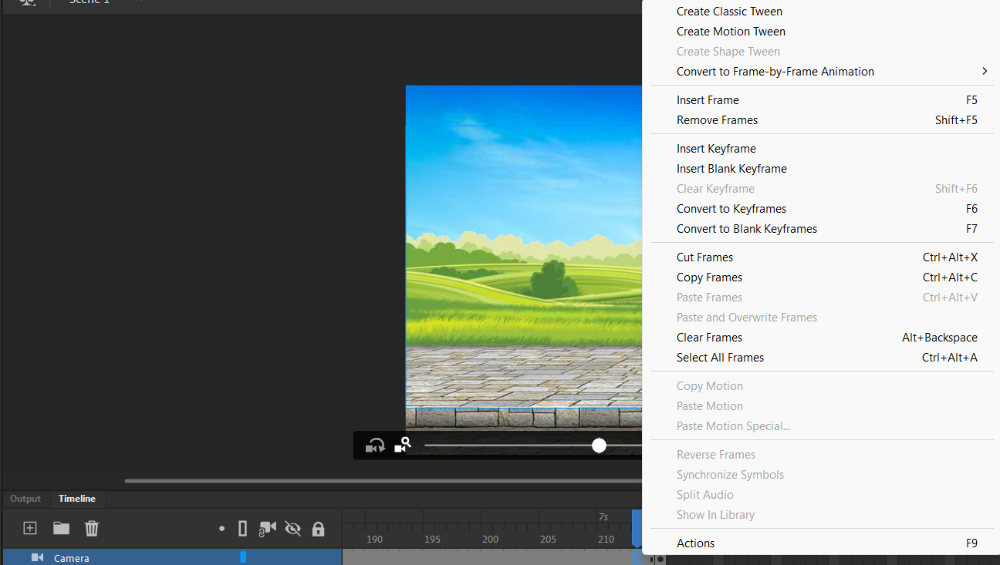 Scene 1
Create Classic Tween
Create Motion Tween
Create Shape Tween
Convert to Frame-by-Frame Animation
Insert Frame F5
Remove Frames Shift+F5
Insert Keyframe
Insert Blank Keyframe
Clear Keyframe Shift+F6
Convert to Keyframes F6
Convert to Blank Keyframes F7
Cut Frames Ctrl+Alt+X
Copy Frames Ctrl+Alt+C
Paste Frames Ctrl+Alt+V
Paste and Overwrite Frames
Clear Frames Alt+Backspace
Select All Frames Ctrl+Alt+A
Copy Motion
Paste Motion
Paste Motion Special...
Reverse Frames
Synchronize Symbols
Split Audio
Show In Library
Actions F9
Output Timeline
7s
190 195 200 205 210
Camera